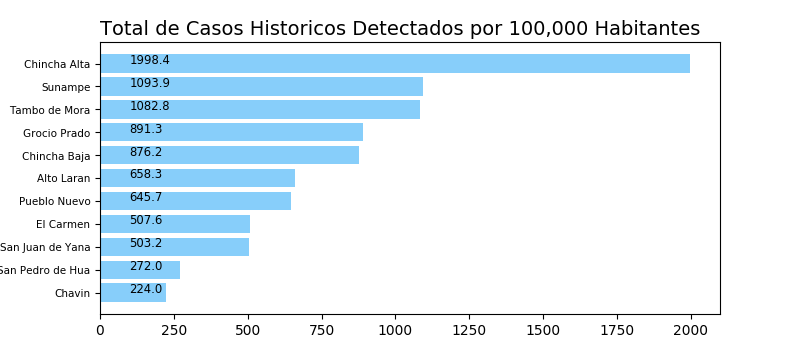 Total de Casos Historicos Detectados por 100,000 Habitantes
Chincha Alta 1998.4
Sunampe 1093.9
Tambo de Mora 1082.8
Grocio Prado 891.3
Chincha Baja 876.2
Alto Laran 658.3
Pueblo Nuevo 645.7
El Carmen 507.6
San Juan de Yana 503.2
San Pedro de Hua 272.0
Chavin 224.0
0 250 500 750 1000 1250 1500 1750 2000